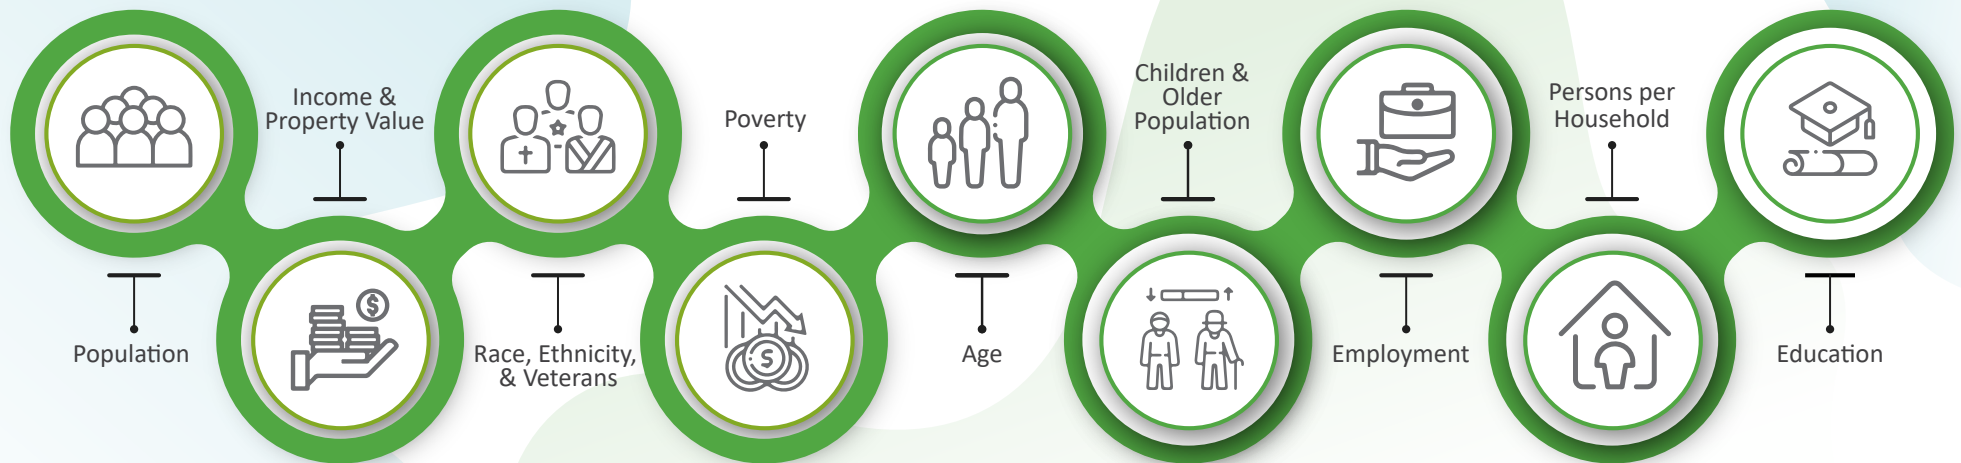 Population
Income &
Property Value
Race, Ethnicity,
& Veterans
Poverty
Age
Children &
Older
Population
Employment
Persons per
Household
Education
$
S